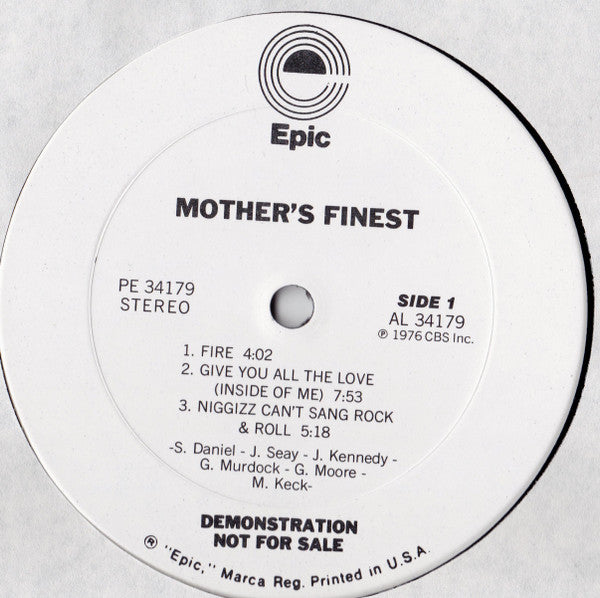 Epic
MOTHER'S FINEST
PE 34179
STEREO
SIDE 1
AL 34179
℗ 1976 CBS Inc.
1. FIRE 4:02
2. GIVE YOU ALL THE LOVE
(INSIDE OF ME) 7:53
3. NIGGIZZ CAN'T SANG ROCK
& ROLL 5:18
-S. Daniel - J. Seay - J. Kennedy -
G. Murdock - G. Moore -
M. Keck-
DEMONSTRATION
NOT FOR SALE
® "Epic," Marca Reg. Printed in U.S.A.